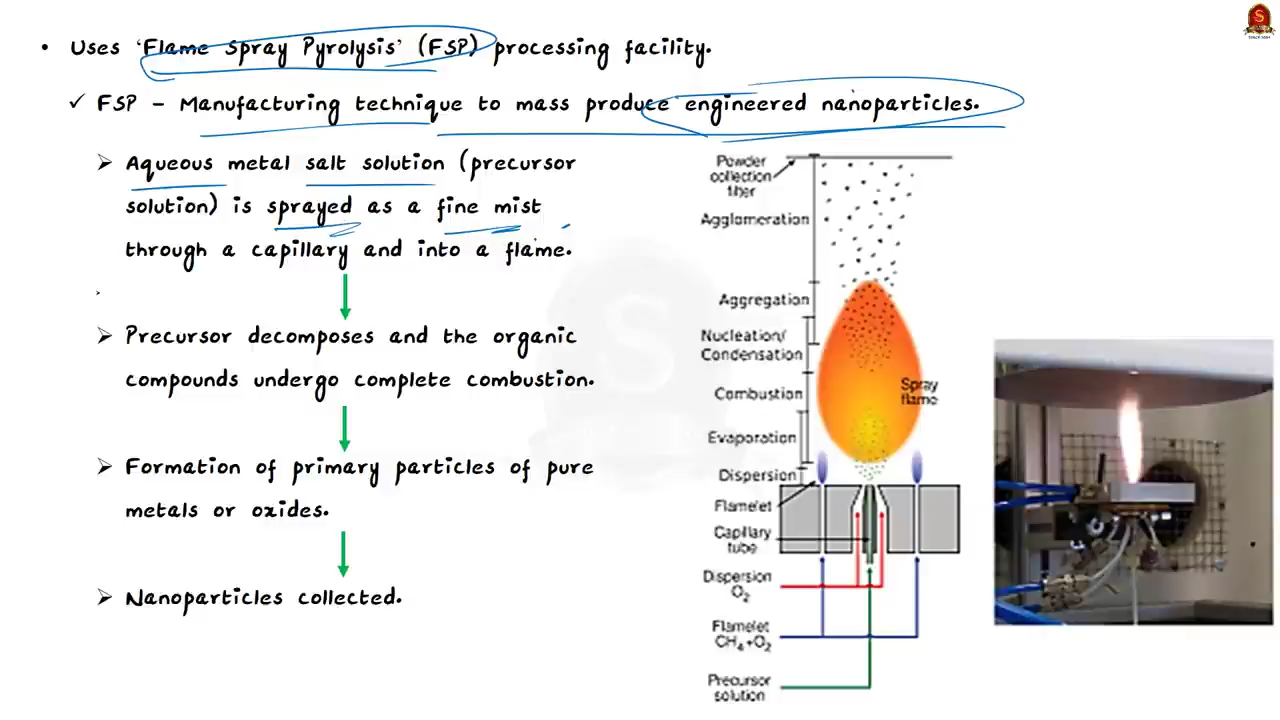 • Uses 'Flame Spray Pyrolysis' (FSP) processing facility.
✓ FSP – Manufacturing technique to mass produce engineered nanoparticles.
➢ Aqueous metal salt solution (precursor
solution) is sprayed as a fine mist
through a capillary and into a flame.
➢ Precursor decomposes and the organic
compounds undergo complete combustion.
➢ Formation of primary particles of pure
metals or oxides.
➢ Nanoparticles collected.
Powder
collection
filter
Agglomeration
Aggregation
Nucleation/
Condensation
Combustion
Spray
flame
Evaporation
Dispersion
Flamelet
Capillary
tube
Dispersion
O₂
Flamelet
CH₄+O₂
Precursor
solution
S